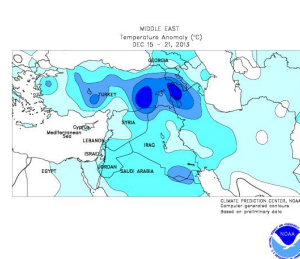 MIDDLE EAST
Temperature Anomaly (°C)
DEC 15 - 21, 2013
GEORGIA
TURKEY
Cyprus
Mediterranean
Sea
SYRIA
LEBANON
IRAQ
ISRAEL
JORDAN
EGYPT
SAUDI ARABIA
CLIMATE PREDICTION CENTER, NOAA
Computer generated contours
Based on preliminary data
NOAA